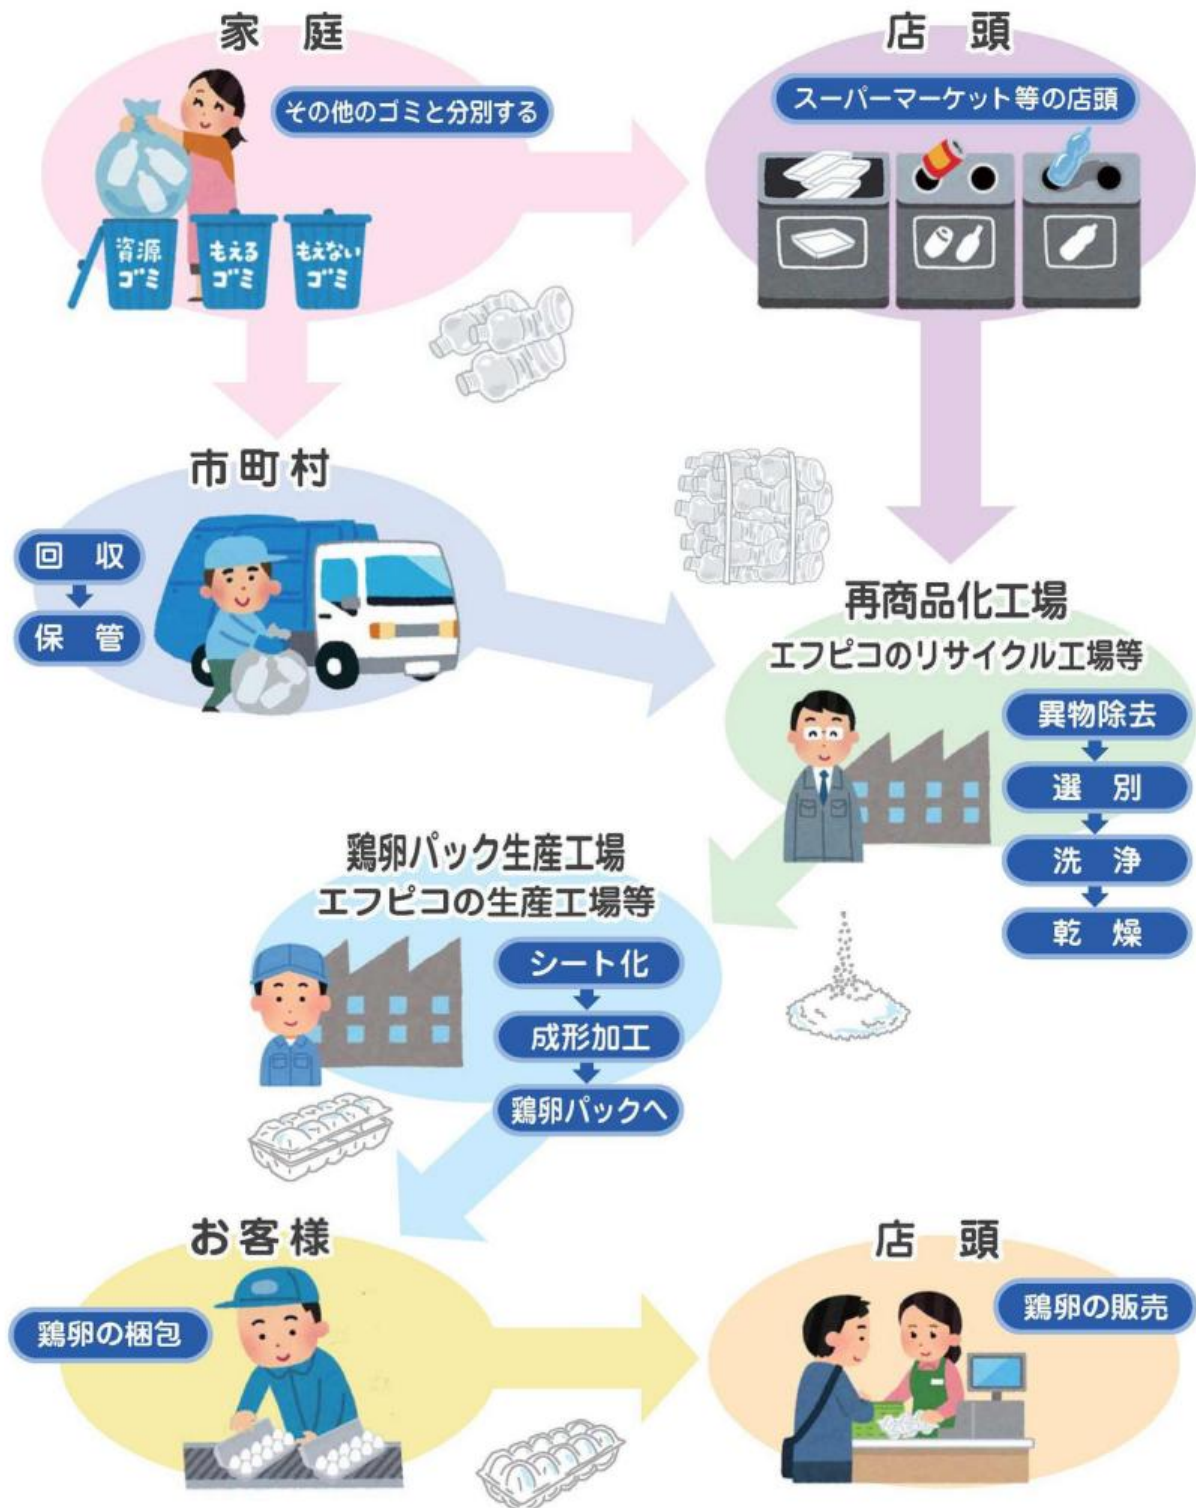 家庭
その他のゴミと分別する
資源
ゴミ
もえる
ゴミ
もえない
ゴミ
店頭
スーパーマーケット等の店頭
市町村
回収
保管
再商品化工場
エフピコのリサイクル工場等
異物除去
選別
洗浄
乾燥
鶏卵パック生産工場
エフピコの生産工場等
シート化
成形加工
鶏卵パックへ
お客様
鶏卵の梱包
店頭
鶏卵の販売